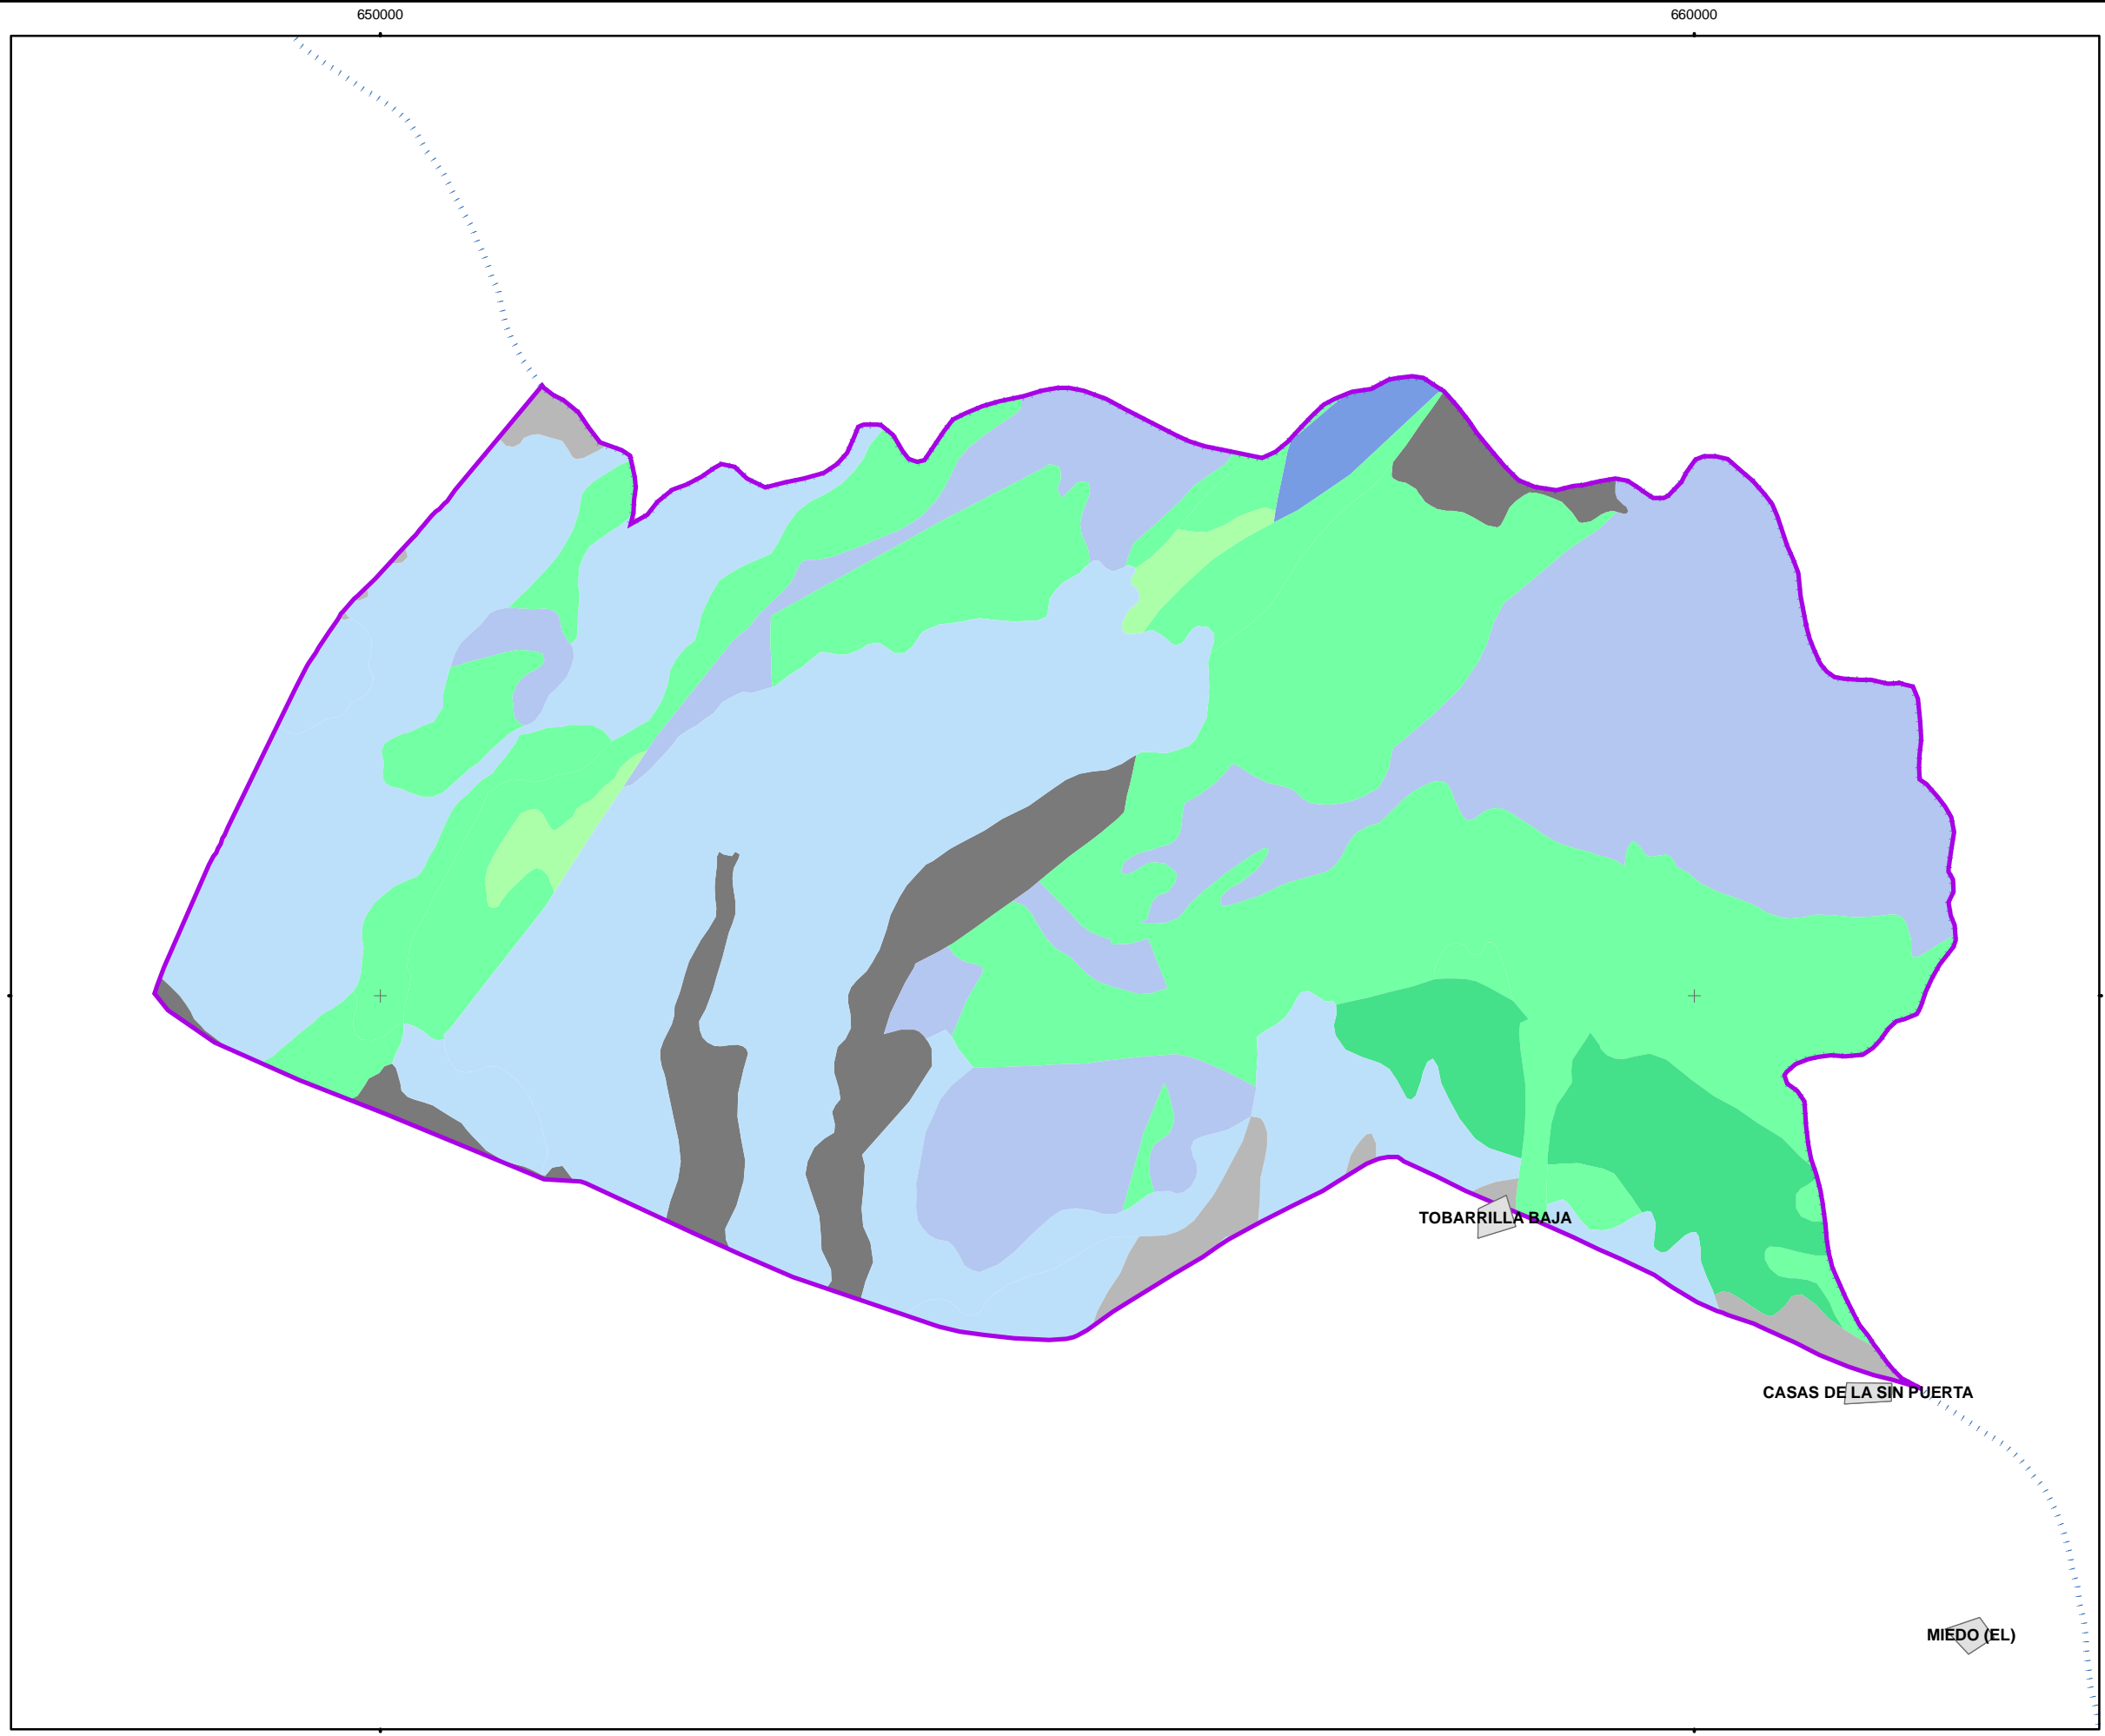 650000
660000
TOBARRILLA BAJA
CASAS DE LA SIN PUERTA
MIEDO (EL)